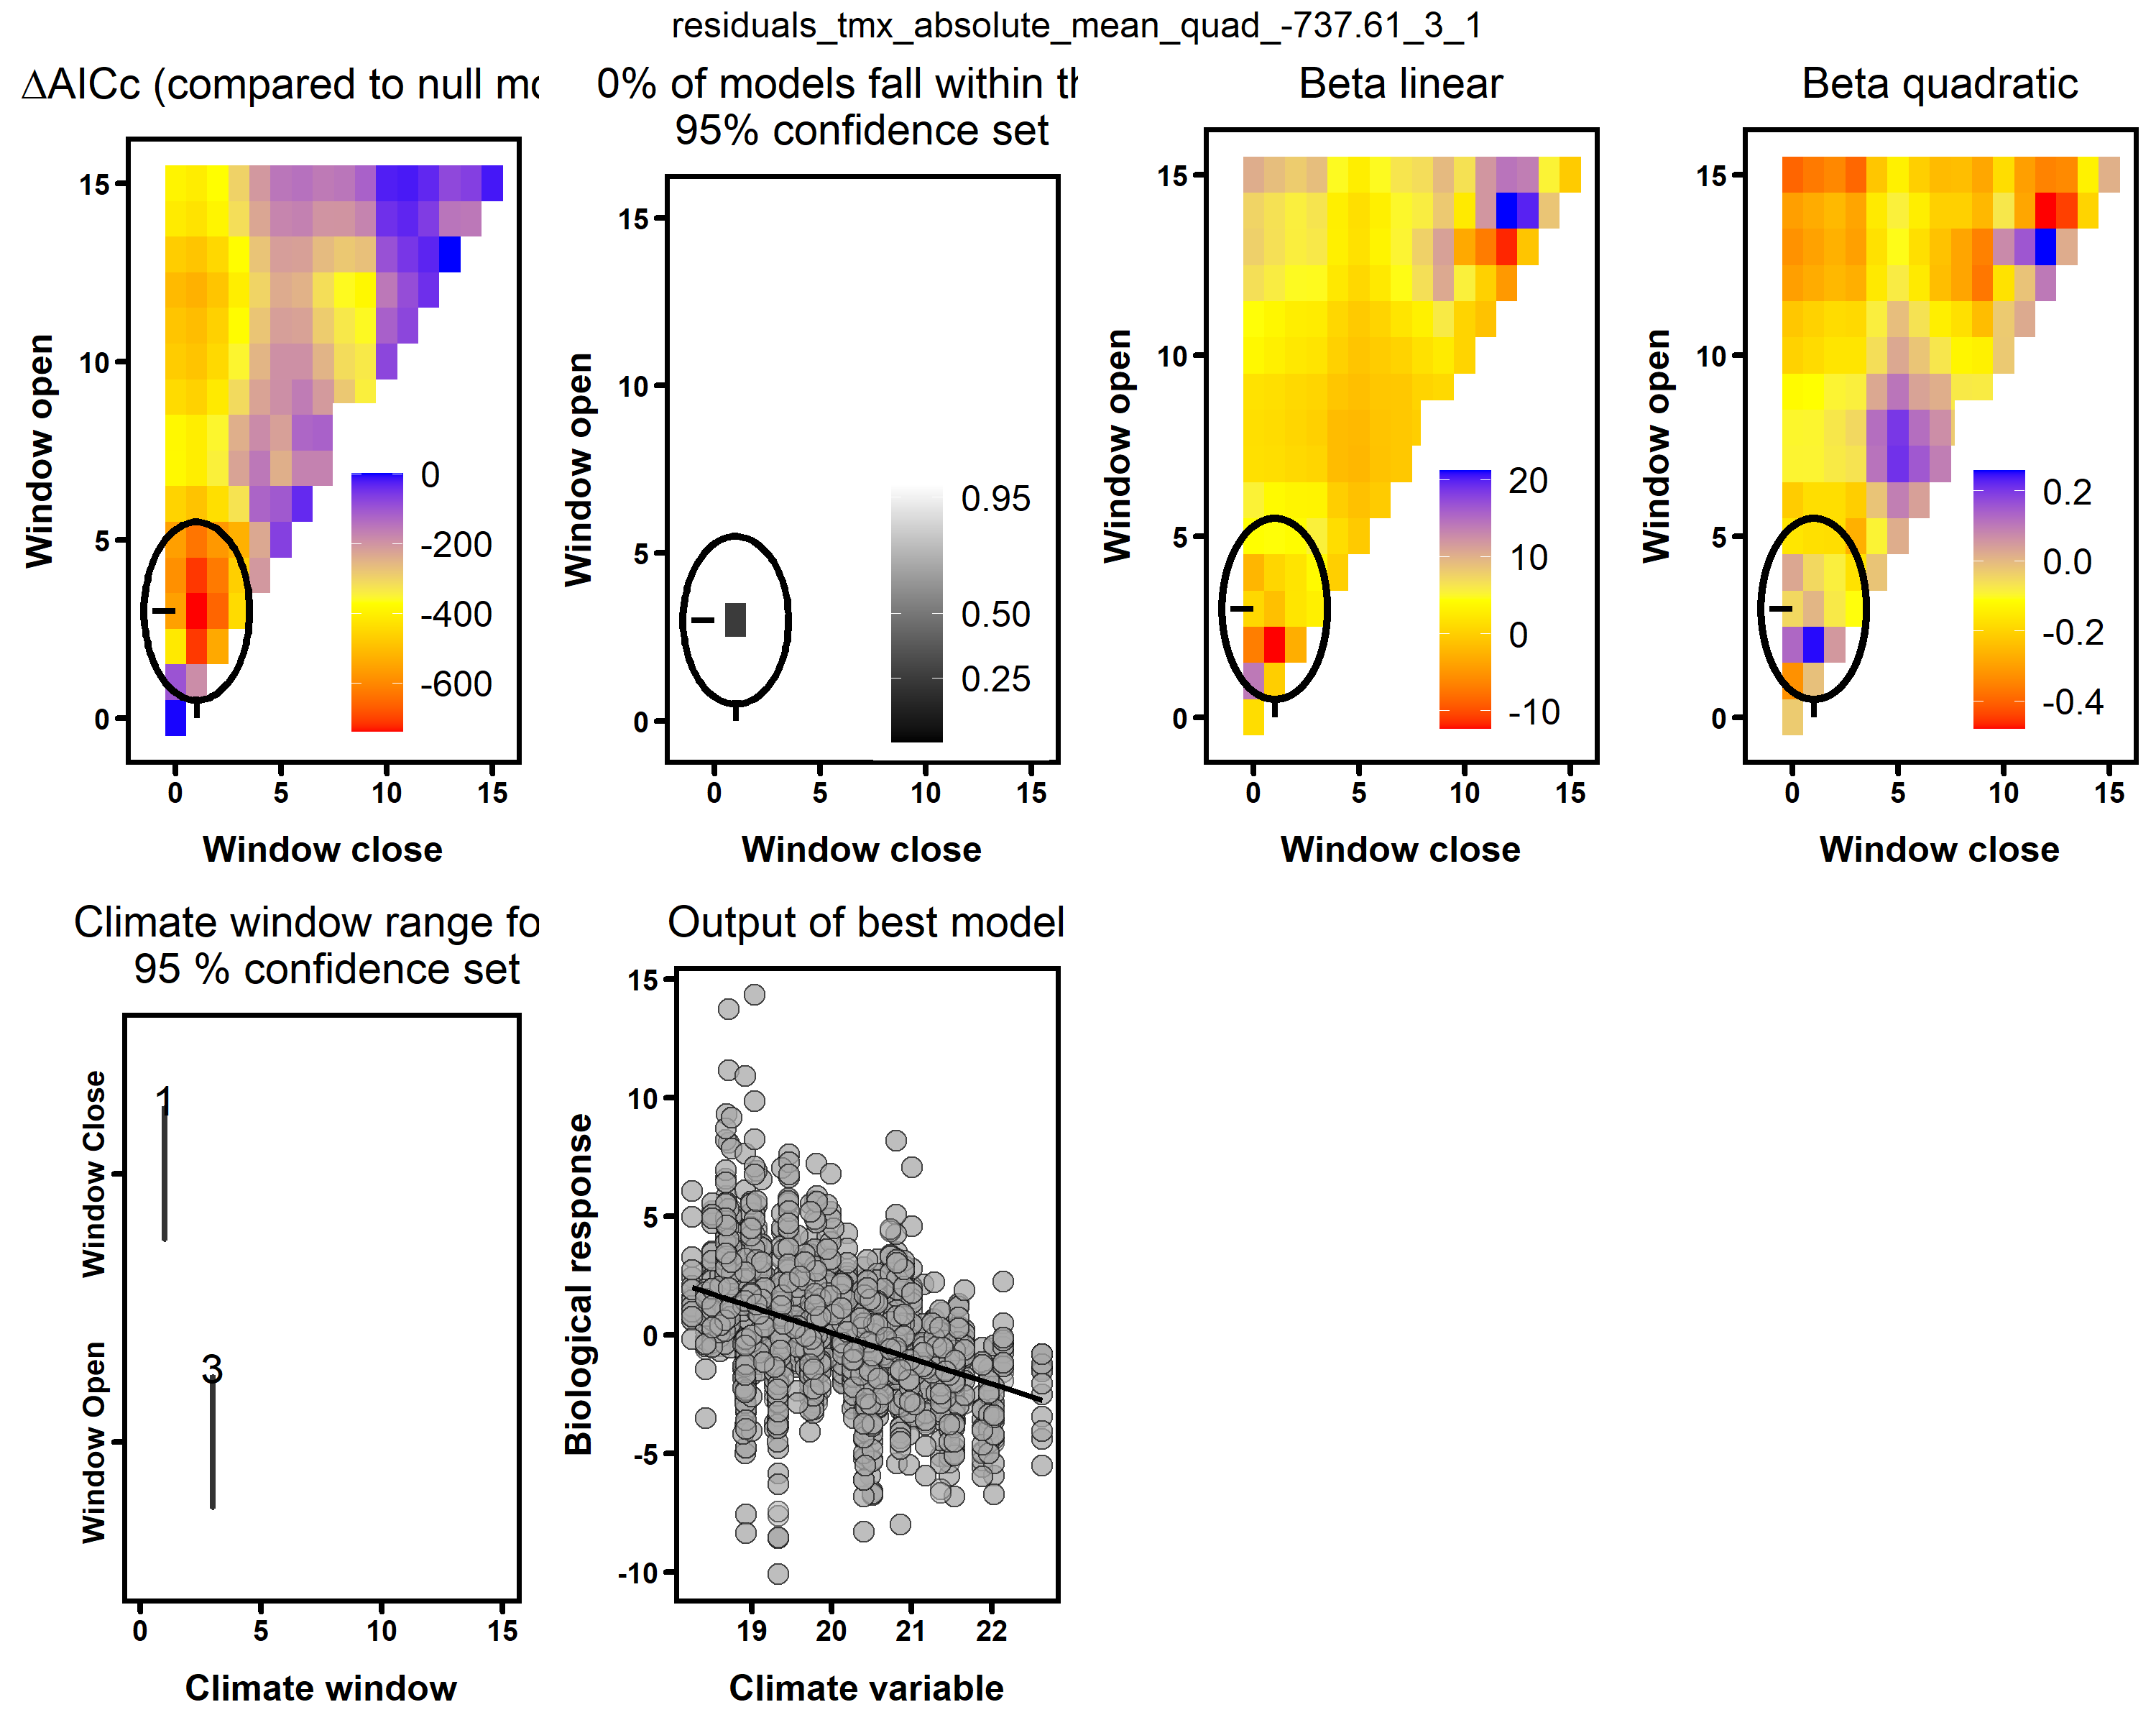 residuals_tmx_absolute_mean_quad_-737.61_3_1
ΔAICc (compared to null mo
0% of models fall within th
95% confidence set
Beta linear
Beta quadratic
Window open
15
10
5
0
0
-200
-400
-600
0 5 10 15
Window close
Window open
15
10
5
0
0.95
0.50
0.25
0 5 10 15
Window close
Window open
15
10
5
0
20
10
0
-10
0 5 10 15
Window close
Window open
15
10
5
0
0.2
0.0
-0.2
-0.4
0 5 10 15
Window close
Climate window range fo
95 % confidence set
Window Close
Window Open
1
3
0 5 10 15
Climate window
Output of best model
Biological response
15
10
5
0
-5
-10
19 20 21 22
Climate variable